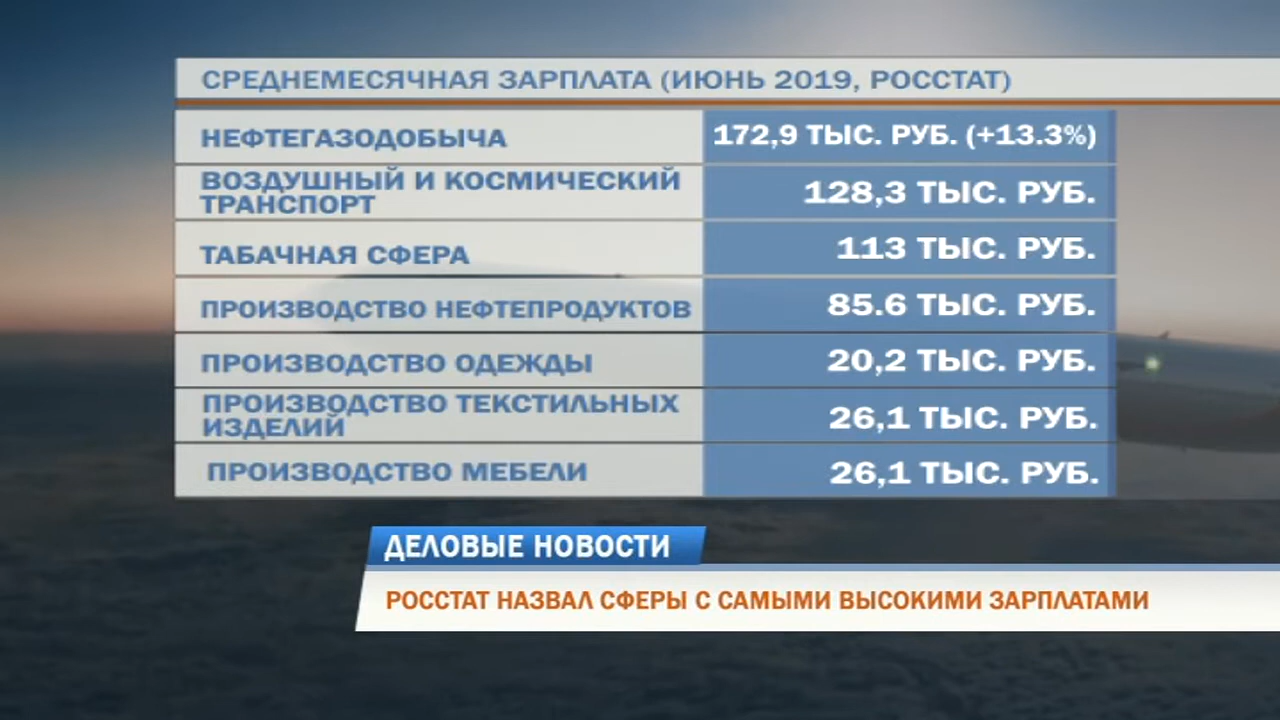 СРЕДНЕМЕСЯЧНАЯ ЗАРПЛАТА (ИЮНЬ 2019, РОССТАТ)
НЕФТЕГАЗОДОБЫЧА 172,9 ТЫС. РУБ. (+13.3%)
ВОЗДУШНЫЙ И КОСМИЧЕСКИЙ
ТРАНСПОРТ 128,3 ТЫС. РУБ.
ТАБАЧНАЯ СФЕРА 113 ТЫС. РУБ.
ПРОИЗВОДСТВО НЕФТЕПРОДУКТОВ 85.6 ТЫС. РУБ.
ПРОИЗВОДСТВО ОДЕЖДЫ 20,2 ТЫС. РУБ.
ПРОИЗВОДСТВО ТЕКСТИЛЬНЫХ
ИЗДЕЛИЙ 26,1 ТЫС. РУБ.
ПРОИЗВОДСТВО МЕБЕЛИ 26,1 ТЫС. РУБ.
ДЕЛОВЫЕ НОВОСТИ
РОССТАТ НАЗВАЛ СФЕРЫ С САМЫМИ ВЫСОКИМИ ЗАРПЛАТАМИ